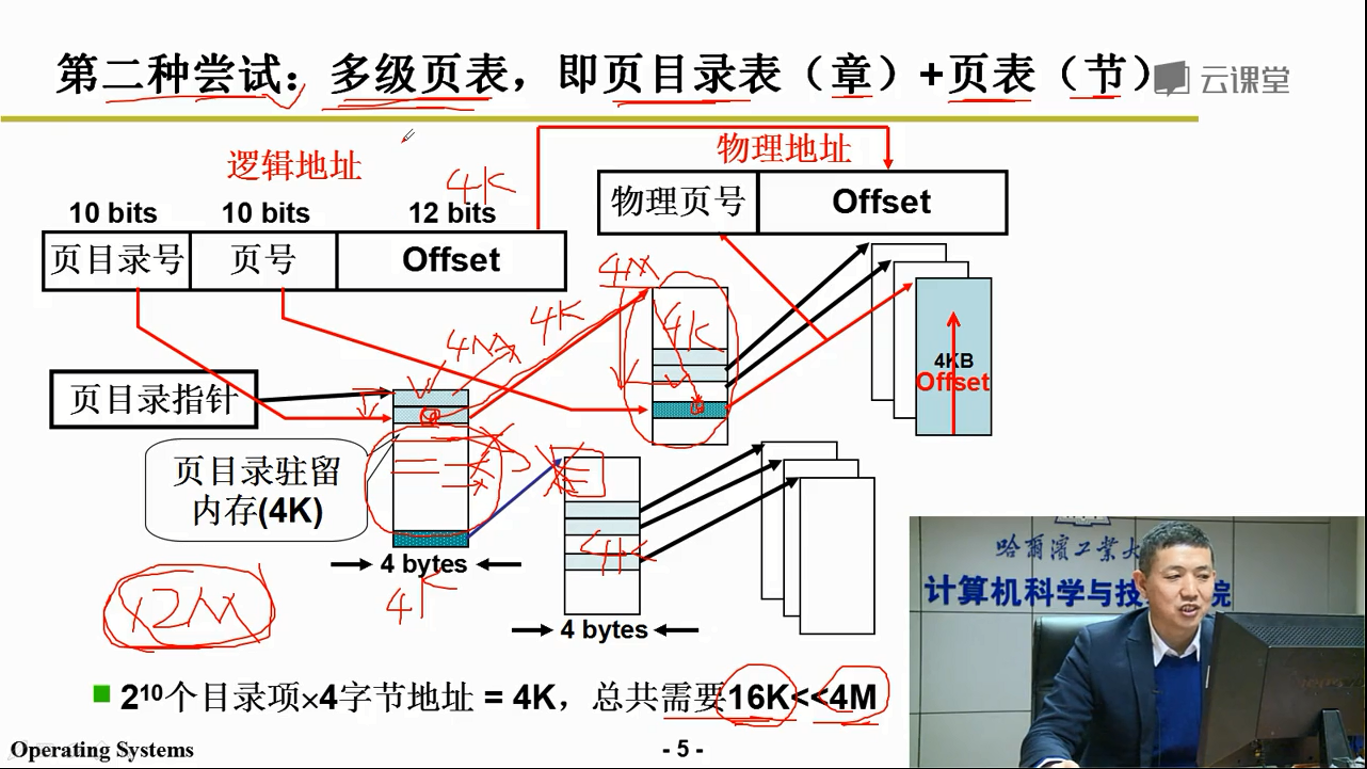 第二种尝试：多级页表，即页目录表（章）+页表（节）
云课堂
逻辑地址
物理地址
4K
10 bits 10 bits 12 bits
页目录号 页号 Offset
物理页号 Offset
4M
4K
4K
4M
页目录指针
4KB
Offset
页目录驻留
内存(4K)
4K
4 bytes
4K
12M
4 bytes
哈尔滨工业大
计算机科学与技 院
2¹⁰个目录项×4字节地址 = 4K，总共需要16K<<4M
Operating Systems
- 5 -